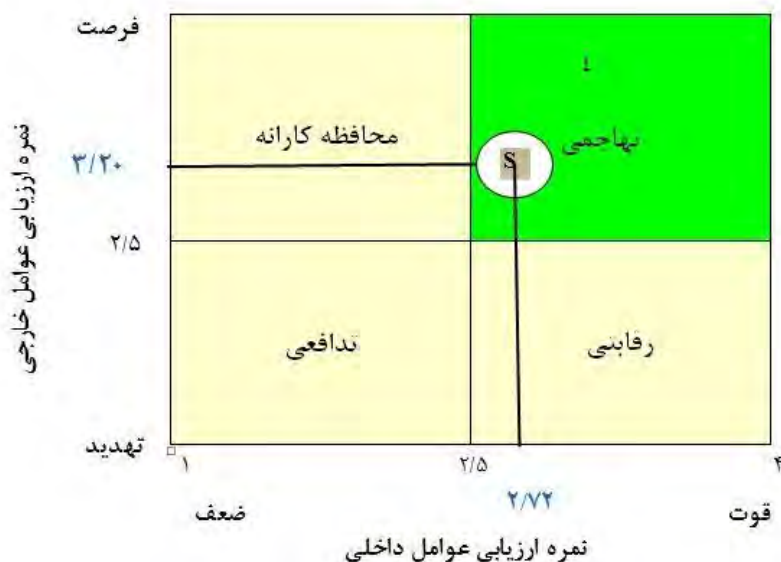 فرصت
!
محافظه کارانه
تهاجمی
S
۳/۲۰
۲/۵
نمره ارزیابی عوامل خارجی
تدافعی
رقابتی
تهدید
۱
۲/۵
۴
۲/۷۲
ضعف
قوت
نمره ارزیابی عوامل داخلی